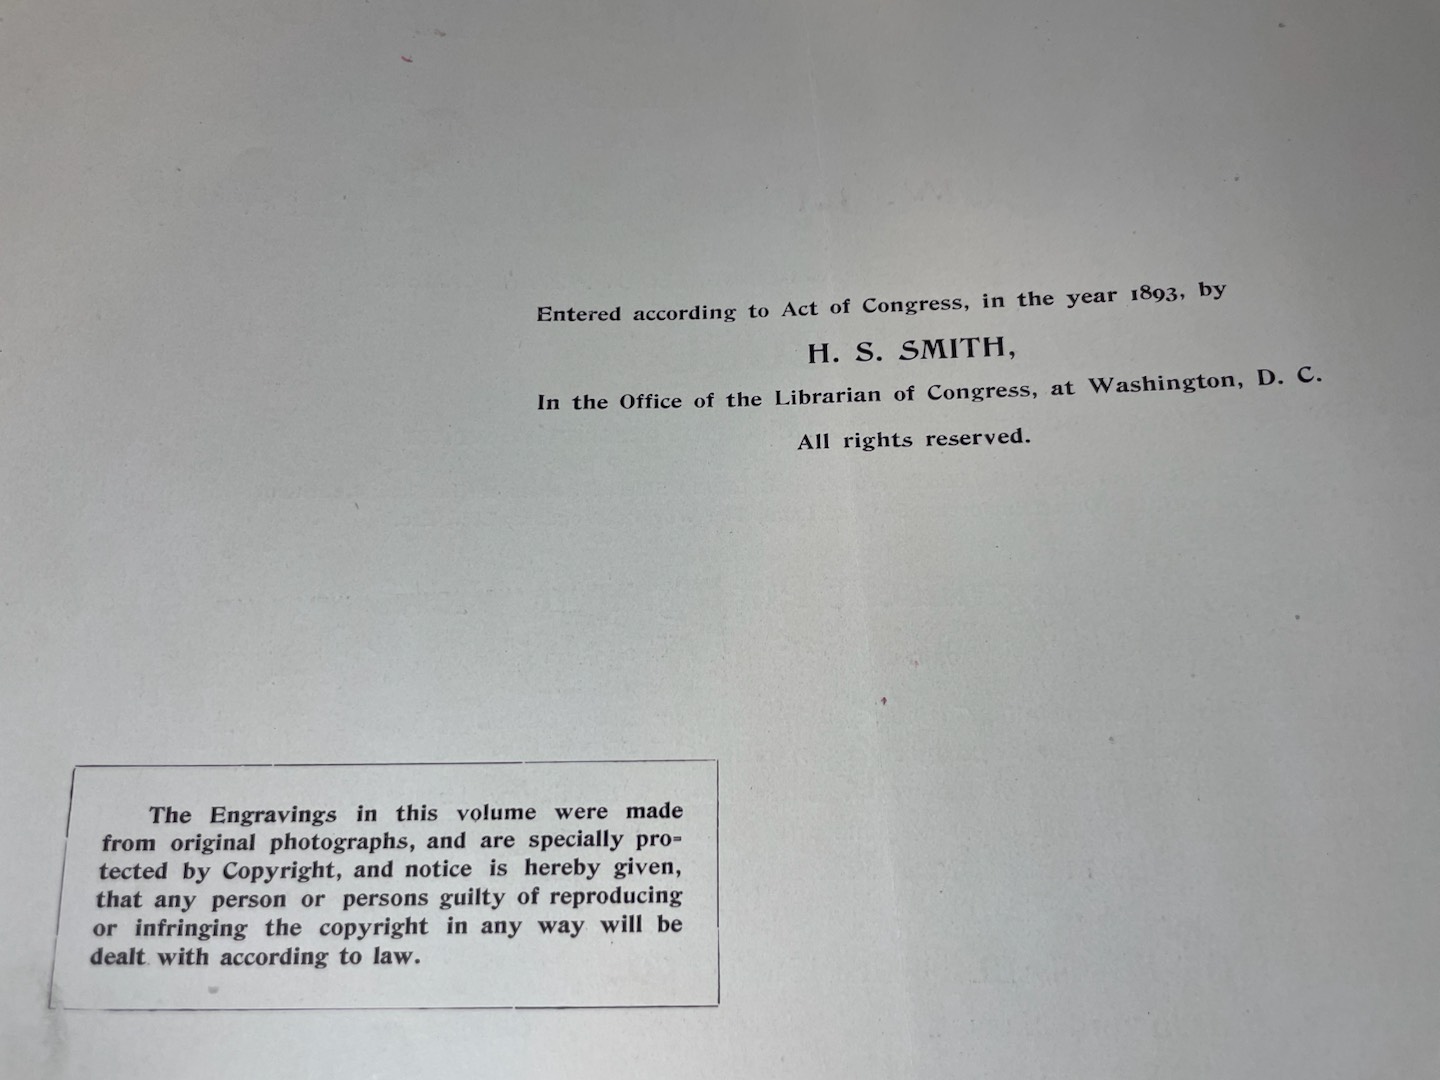 Entered according to Act of Congress, in the year 1893, by
H. S. SMITH,
In the Office of the Librarian of Congress, at Washington, D. C.
All rights reserved.
The Engravings in this volume were made
from original photographs, and are specially pro-
tected by Copyright, and notice is hereby given,
that any person or persons guilty of reproducing
or infringing the copyright in any way will be
dealt with according to law.